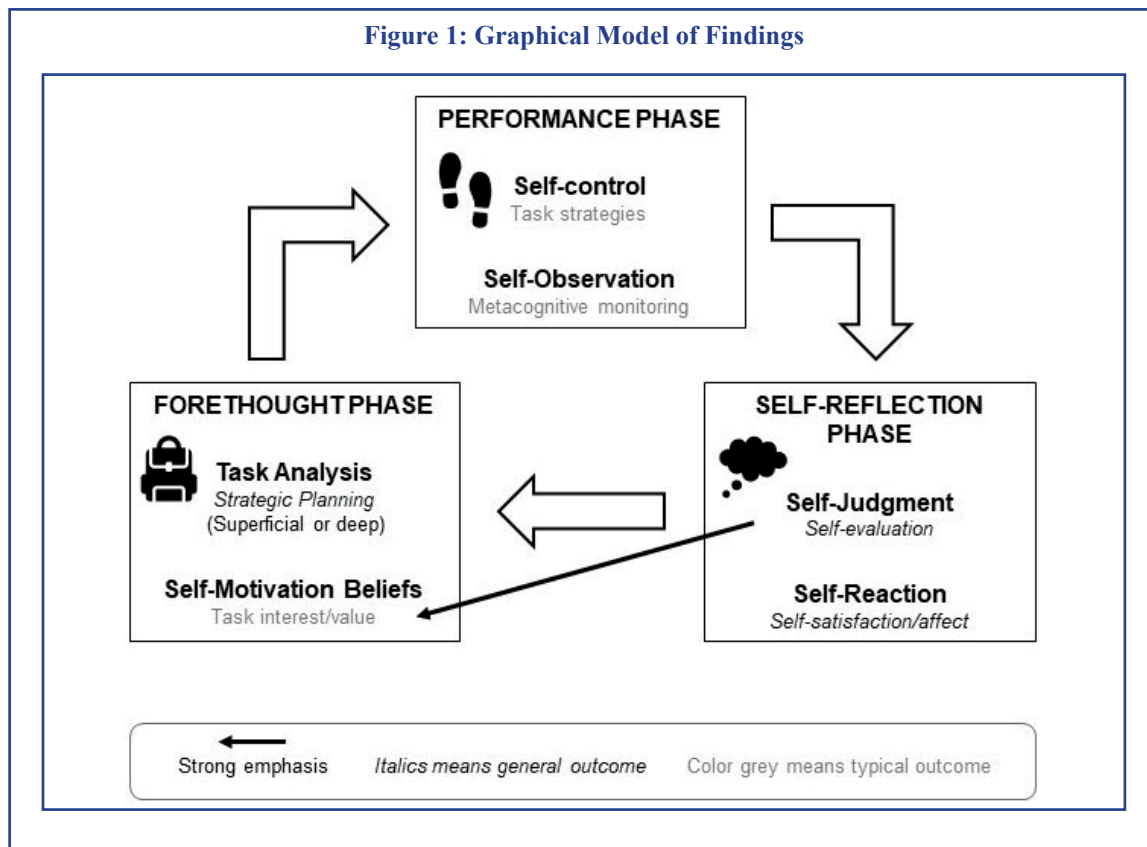 Figure 1: Graphical Model of Findings
PERFORMANCE PHASE
Self-control
Task strategies
Self-Observation
Metacognitive monitoring
FORETHOUGHT PHASE
Task Analysis
Strategic Planning
(Superficial or deep)
Self-Motivation Beliefs
Task interest/value
SELF-REFLECTION
PHASE
Self-Judgment
Self-evaluation
Self-Reaction
Self-satisfaction/affect
Strong emphasis
Italics means general outcome
Color grey means typical outcome